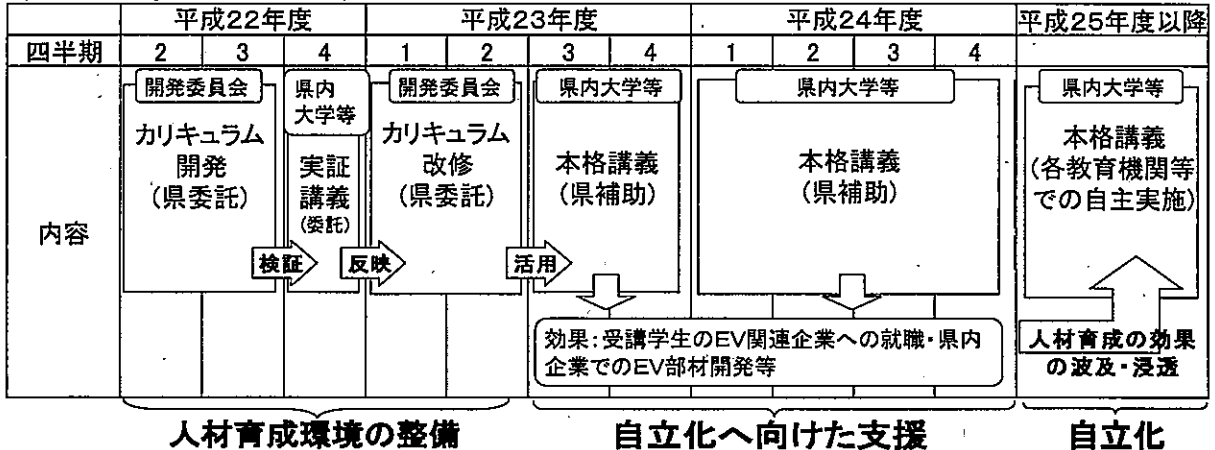 平成22年度 平成23年度 平成24年度 平成25年度以降
四半期 2 3 4 1 2 3 4 1 2 3 4
内容
開発委員会
カリキュラム
開発
(県委託)
検証
県内
大学等
実証
講義
(委託)
反映
開発委員会
カリキュラム
改修
(県委託)
活用
県内大学等
本格講義
(県補助)
県内大学等
本格講義
(県補助)
効果:受講学生のEV関連企業への就職・県内
企業でのEV部材開発等
県内大学等
本格講義
(各教育機関等
での自主実施)
人材育成の効果
の波及・浸透
人材育成環境の整備
自立化へ向けた支援
自立化